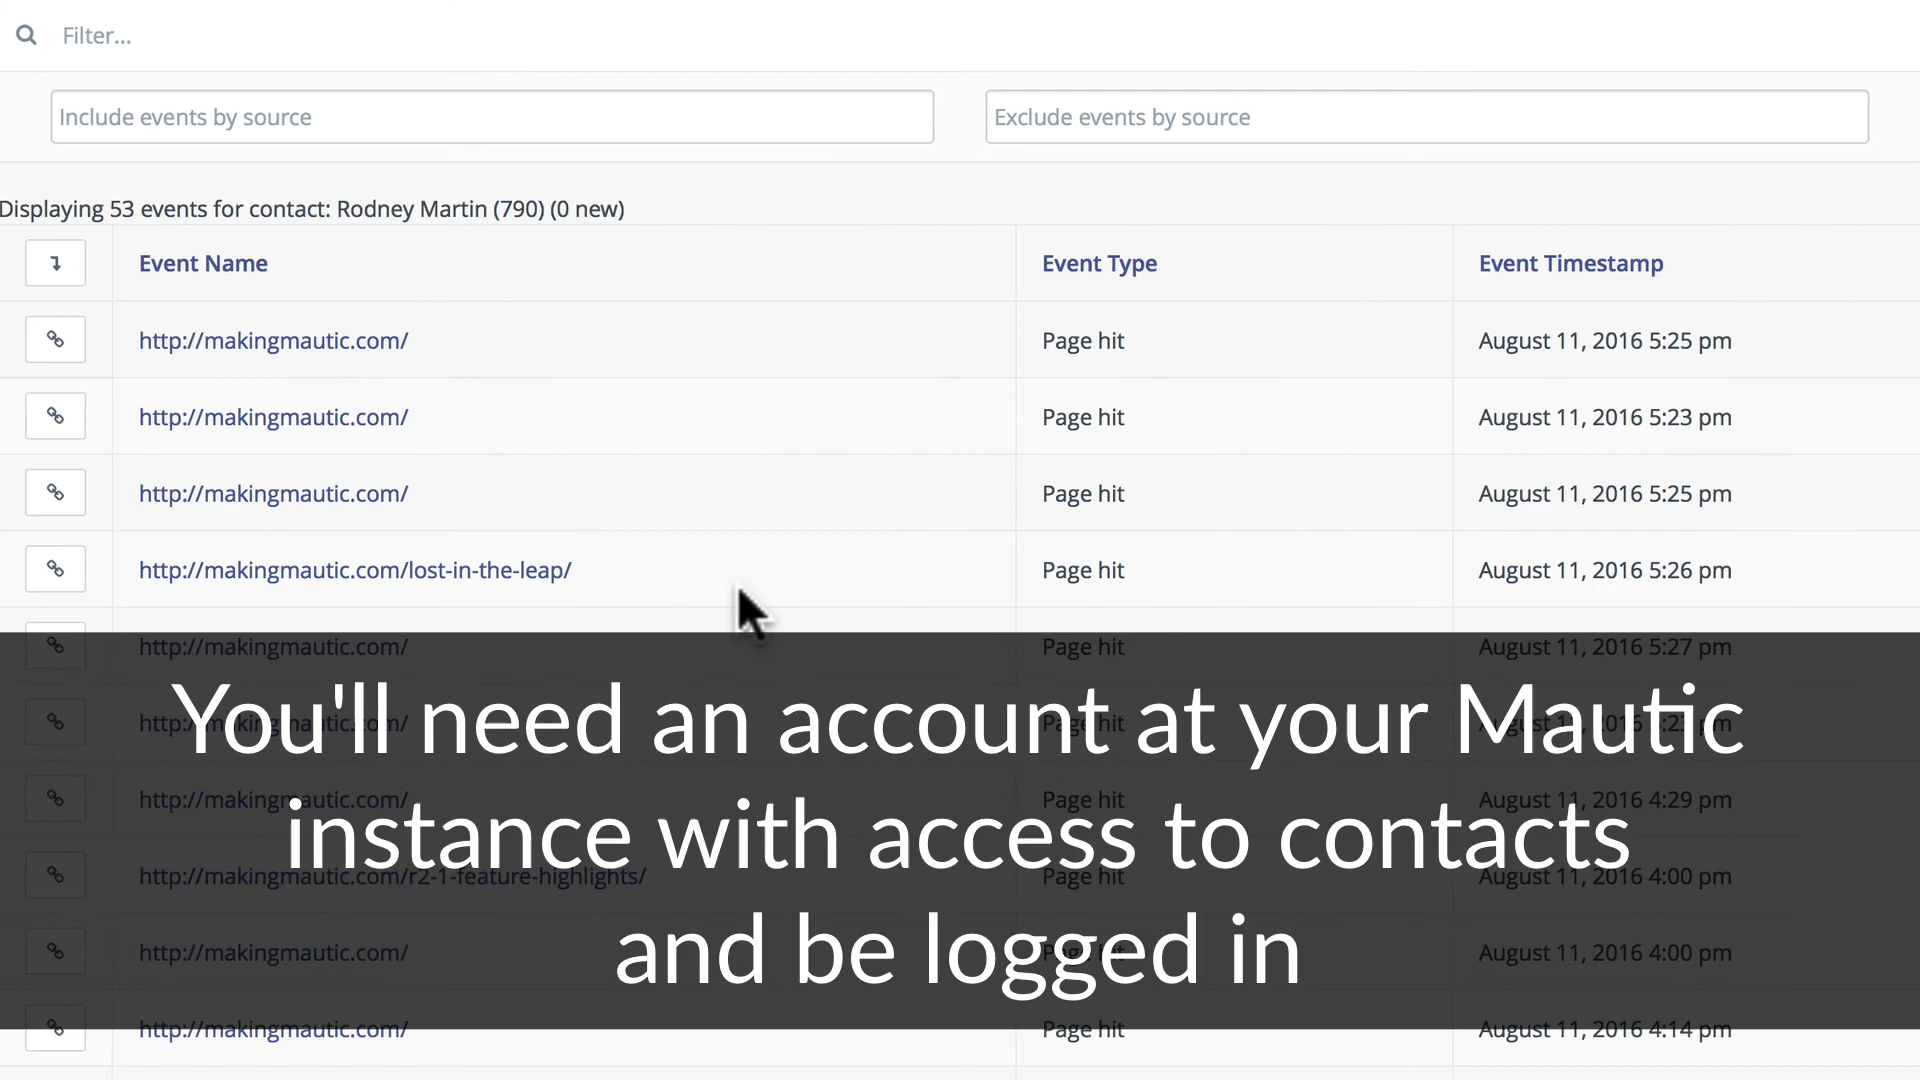 Filter...
Include events by source Exclude events by source
Displaying 53 events for contact: Rodney Martin (790) (0 new)
Event Name Event Type Event Timestamp
http://makingmautic.com/ Page hit August 11, 2016 5:25 pm
http://makingmautic.com/ Page hit August 11, 2016 5:23 pm
http://makingmautic.com/ Page hit August 11, 2016 5:25 pm
http://makingmautic.com/lost-in-the-leap/ Page hit August 11, 2016 5:26 pm
http://makingmautic.com/ Page hit August 11, 2016 5:27 pm
You'll need an account at your Mautic
http://makingmautic.com/ Page hit August 11, 2016 4:29 pm
instance with access to contacts
http://makingmautic.com/r2-1-feature-highlights/ Page hit August 11, 2016 4:00 pm
and be logged in
http://makingmautic.com/ August 11, 2016 4:00 pm
http://makingmautic.com/ Page hit August 11, 2016 4:14 pm